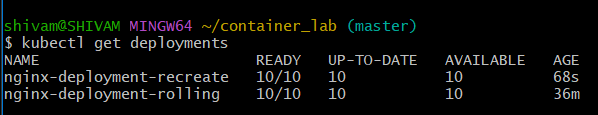 shivam@SHIVAM MINGW64 ~/container_lab (master)
$ kubectl get deployments
NAME                        READY   UP-TO-DATE   AVAILABLE   AGE
nginx-deployment-recreate   10/10   10           10          68s
nginx-deployment-rolling    10/10   10           10          36m